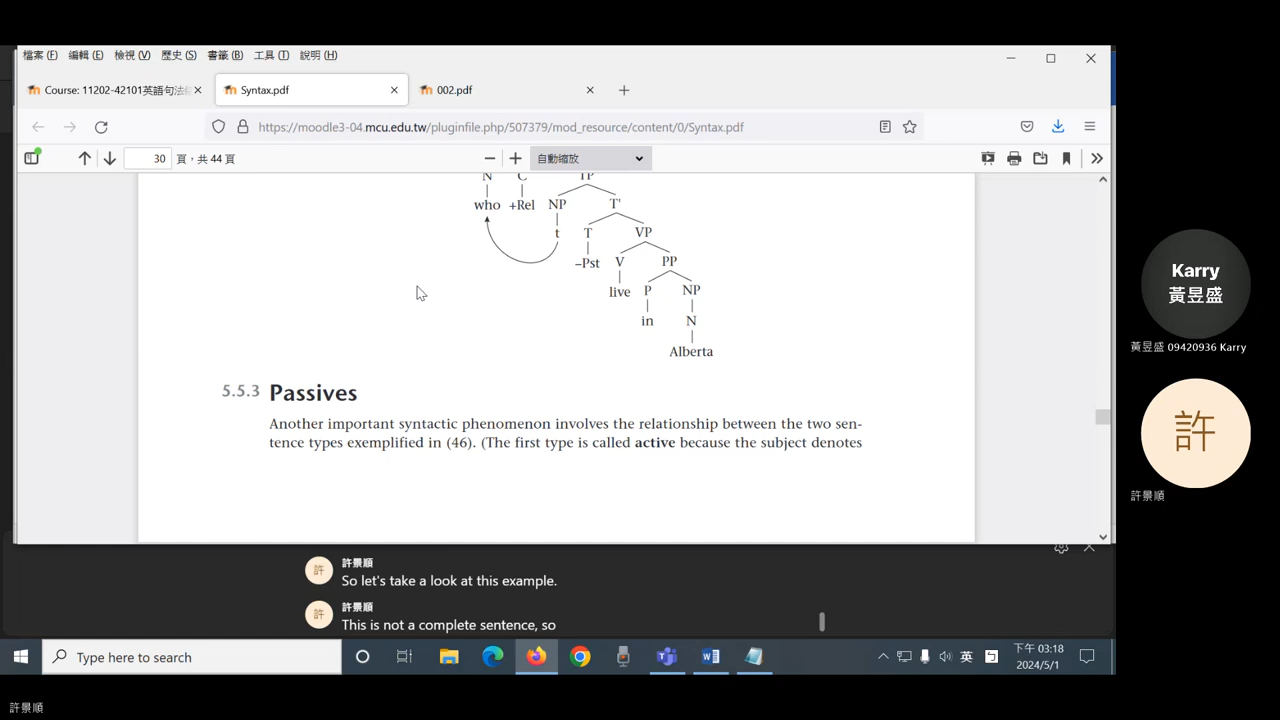 檔案 (F) 編輯 (E) 檢視 (V) 歷史 (S) 書籤 (B) 工具 (T) 說明 (H)
Course: 11202-42101英語句法 Syntax.pdf 002.pdf
https://moodle3-04.mcu.edu.tw/pluginfile.php/507379/mod_resource/content/0/Syntax.pdf
30 頁，共 44 頁 自動縮放
N C TP
who +Rel NP T'
t T VP
–Pst V PP
live P NP
in N
Alberta
5.5.3 Passives
Another important syntactic phenomenon involves the relationship between the two sen-
tence types exemplified in (46). (The first type is called active because the subject denotes
Karry
黃昱盛
黃昱盛 09420936 Karry
許
許景順
許 許景順
So let's take a look at this example.
許 許景順
This is not a complete sentence, so
Type here to search
英
下午 03:18
2024/5/1
許景順